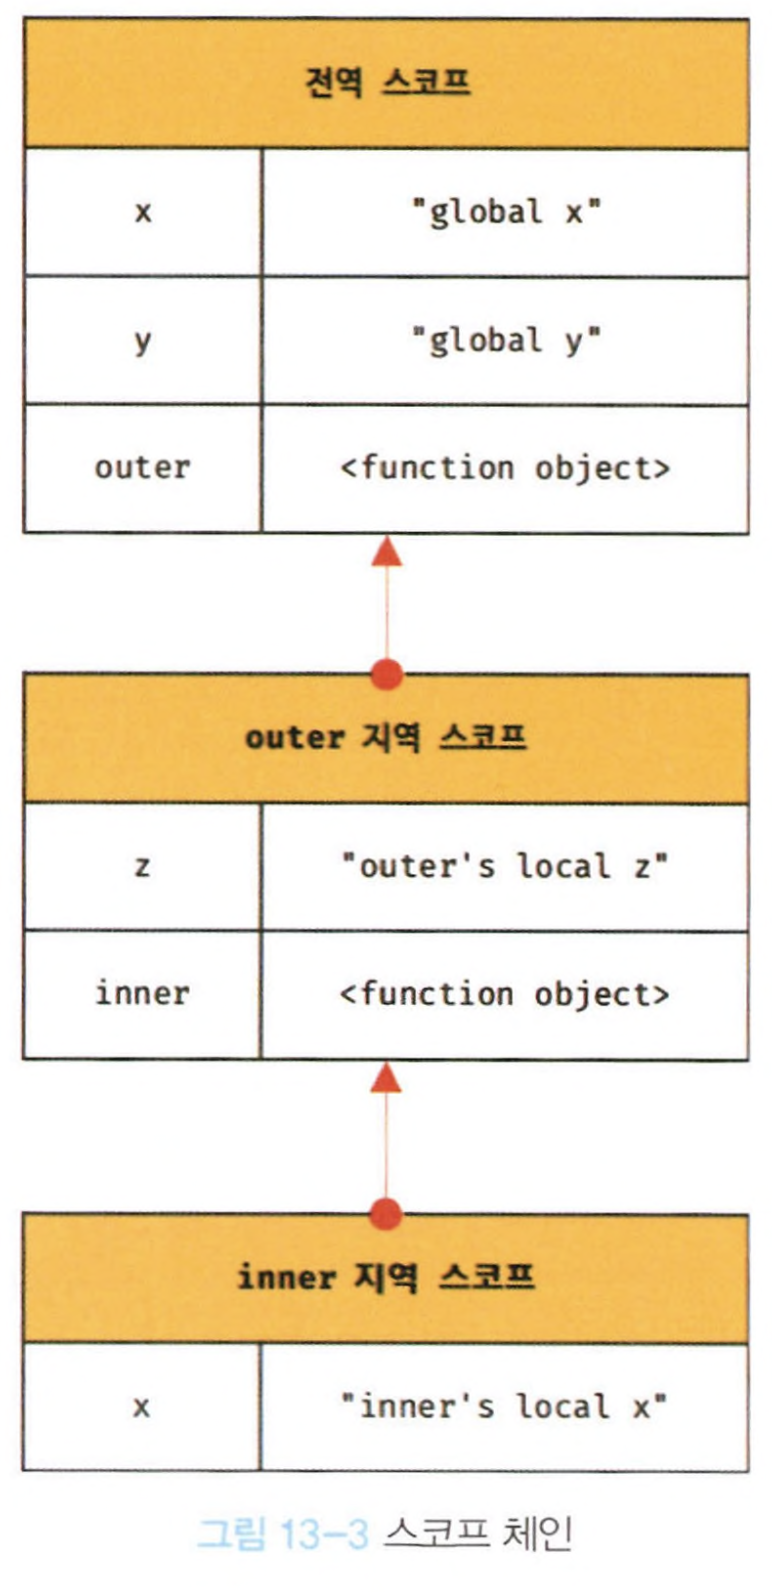 전역 스코프
x "global x"
y "global y"
outer <function object>
outer 지역 스코프
z "outer's local z"
inner <function object>
inner 지역 스코프
x "inner's local x"
그림 13-3 스코프 체인